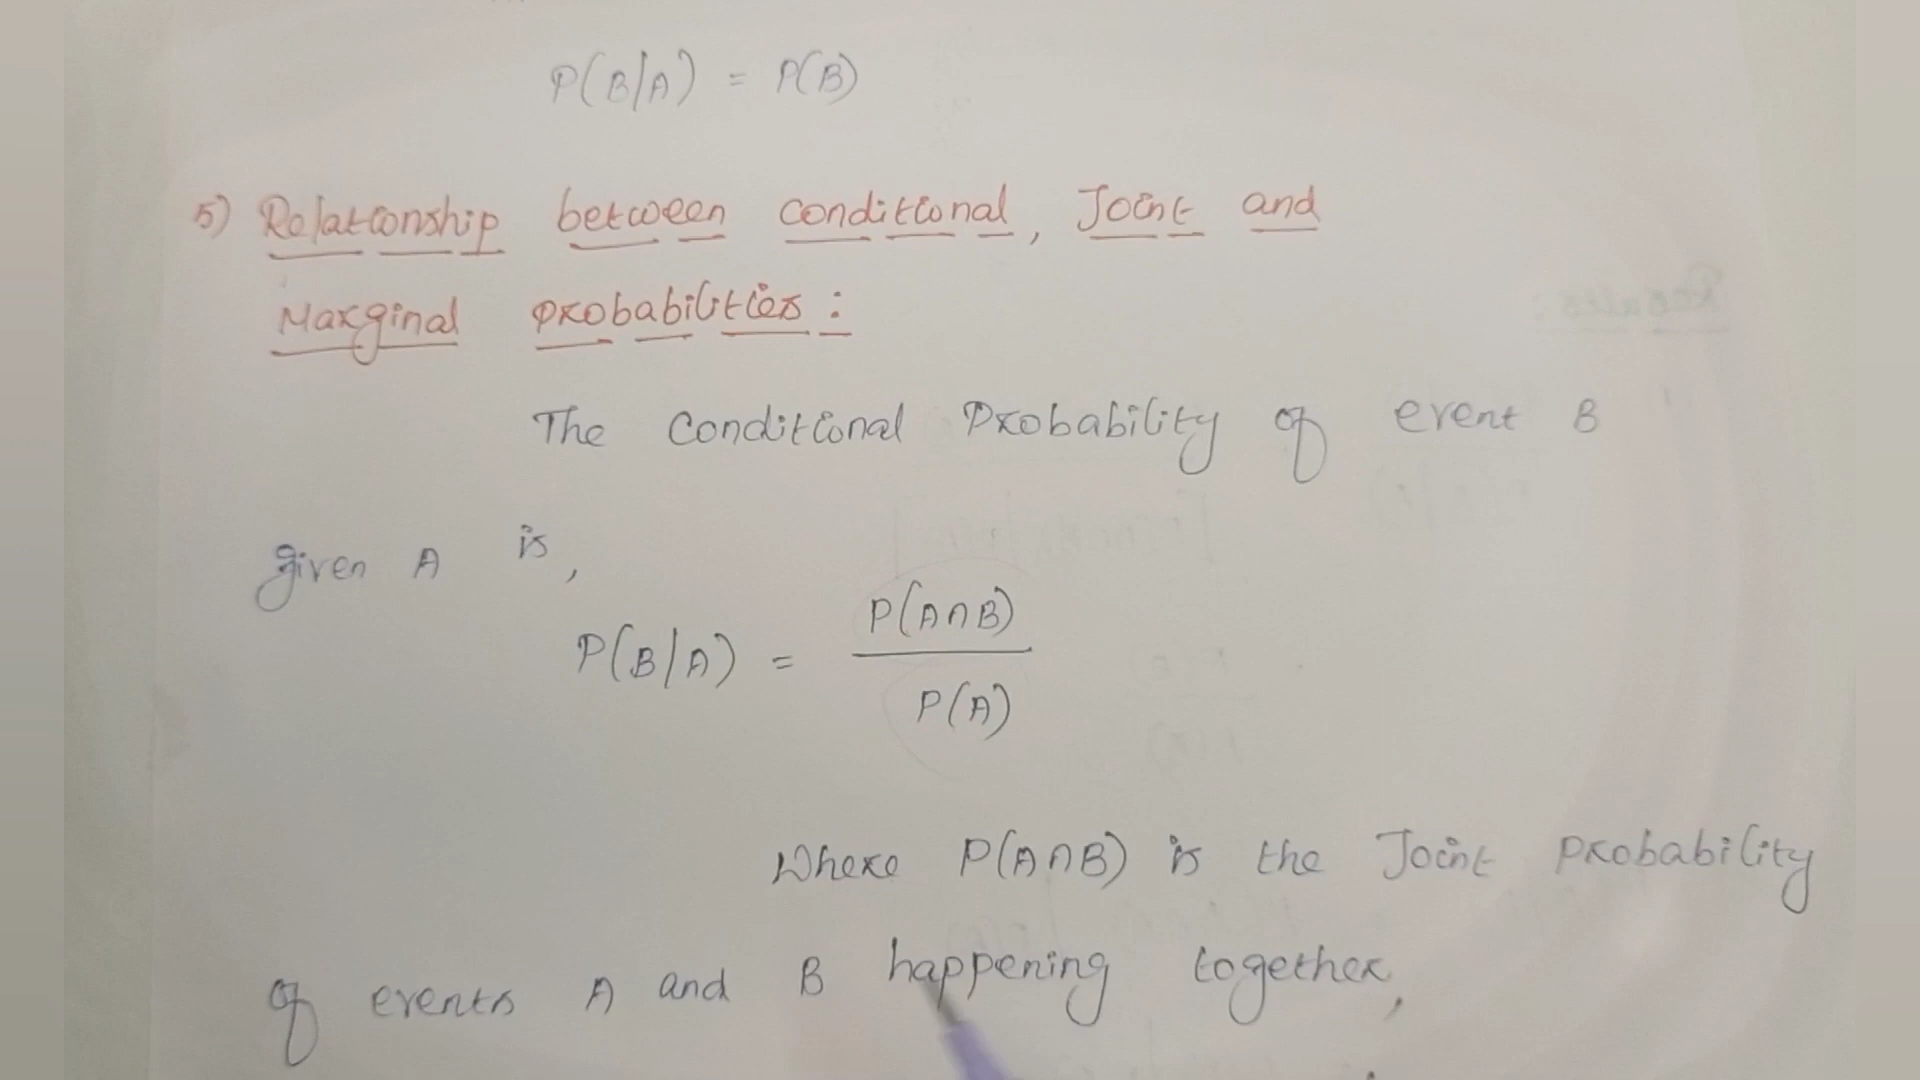 P(B/A) = P(B)
5) Relationship between conditional, Joint and
Marginal probabilities :
The Conditional Probability of event B
given A is,
P(B/A) = P(A∩B)
P(A)
Where P(A∩B) is the Joint probability
of events A and B happening together,